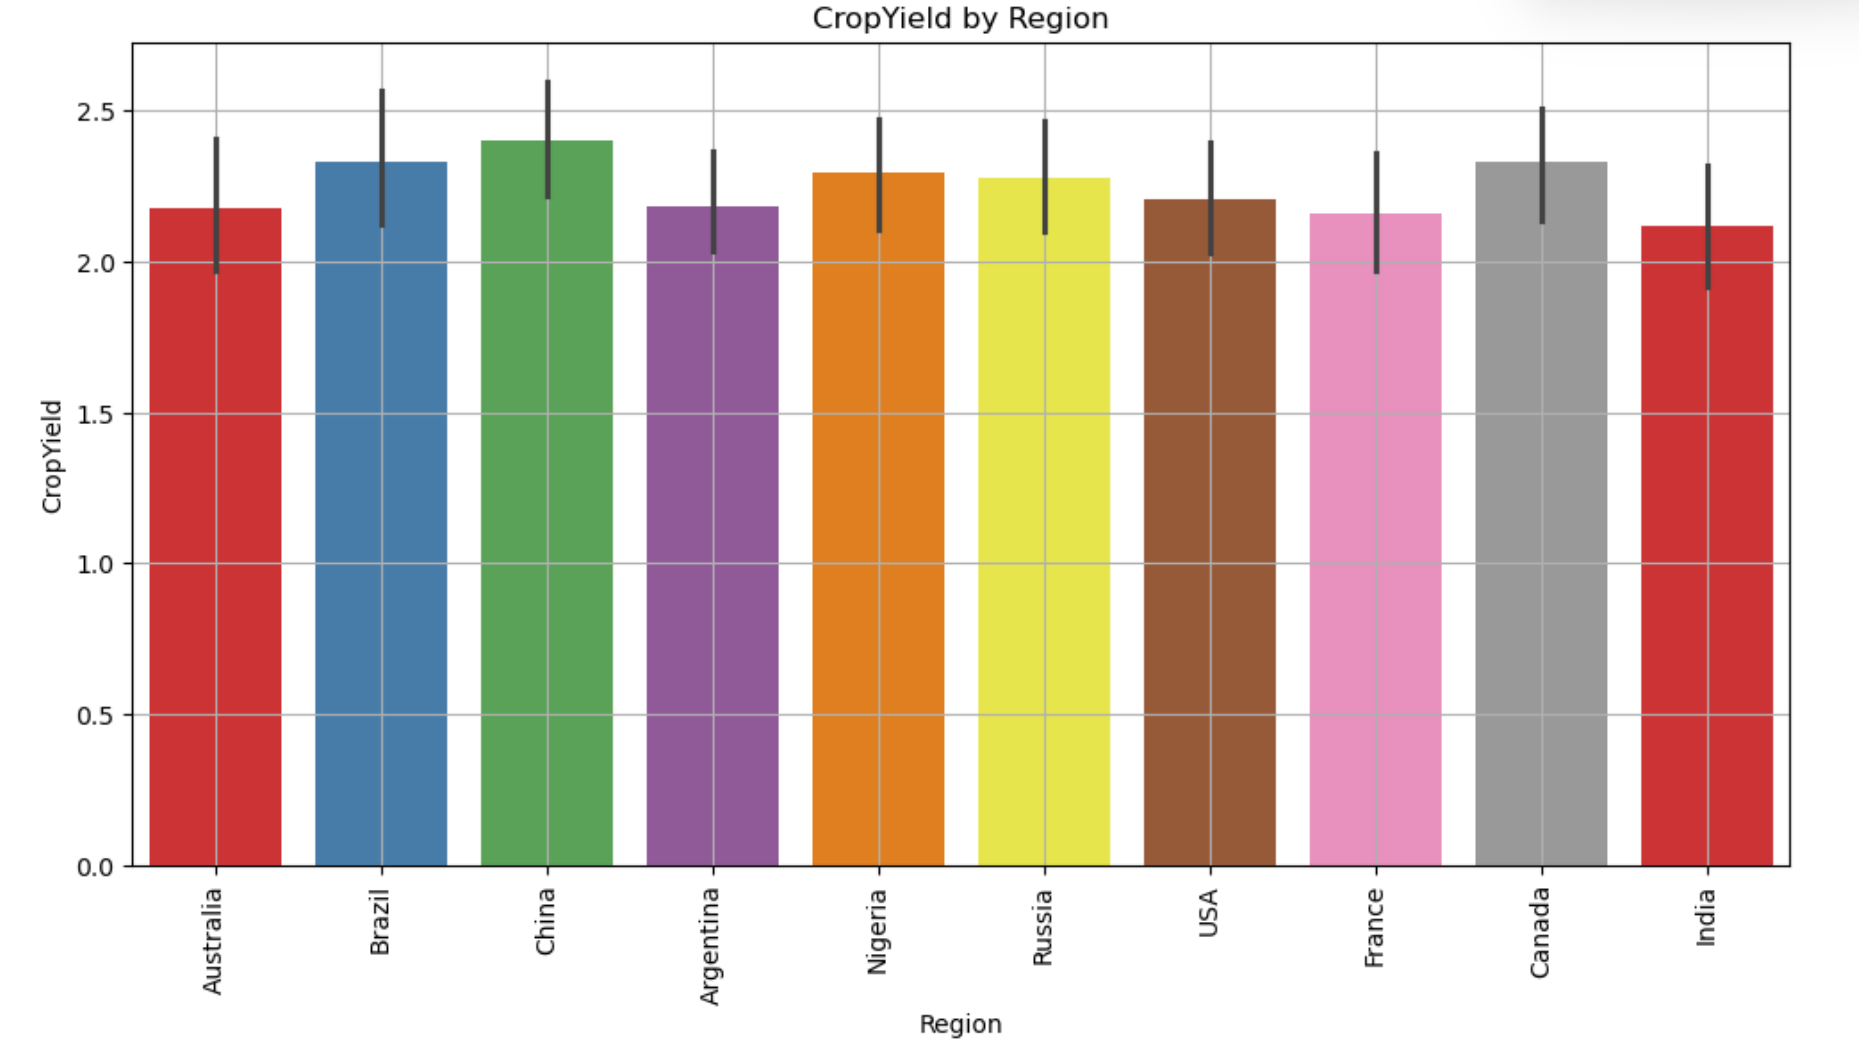 CropYield by Region
CropYield
2.5
2.0
1.5
1.0
0.5
0.0
Australia
Brazil
China
Argentina
Nigeria
Russia
USA
France
Canada
India
Region